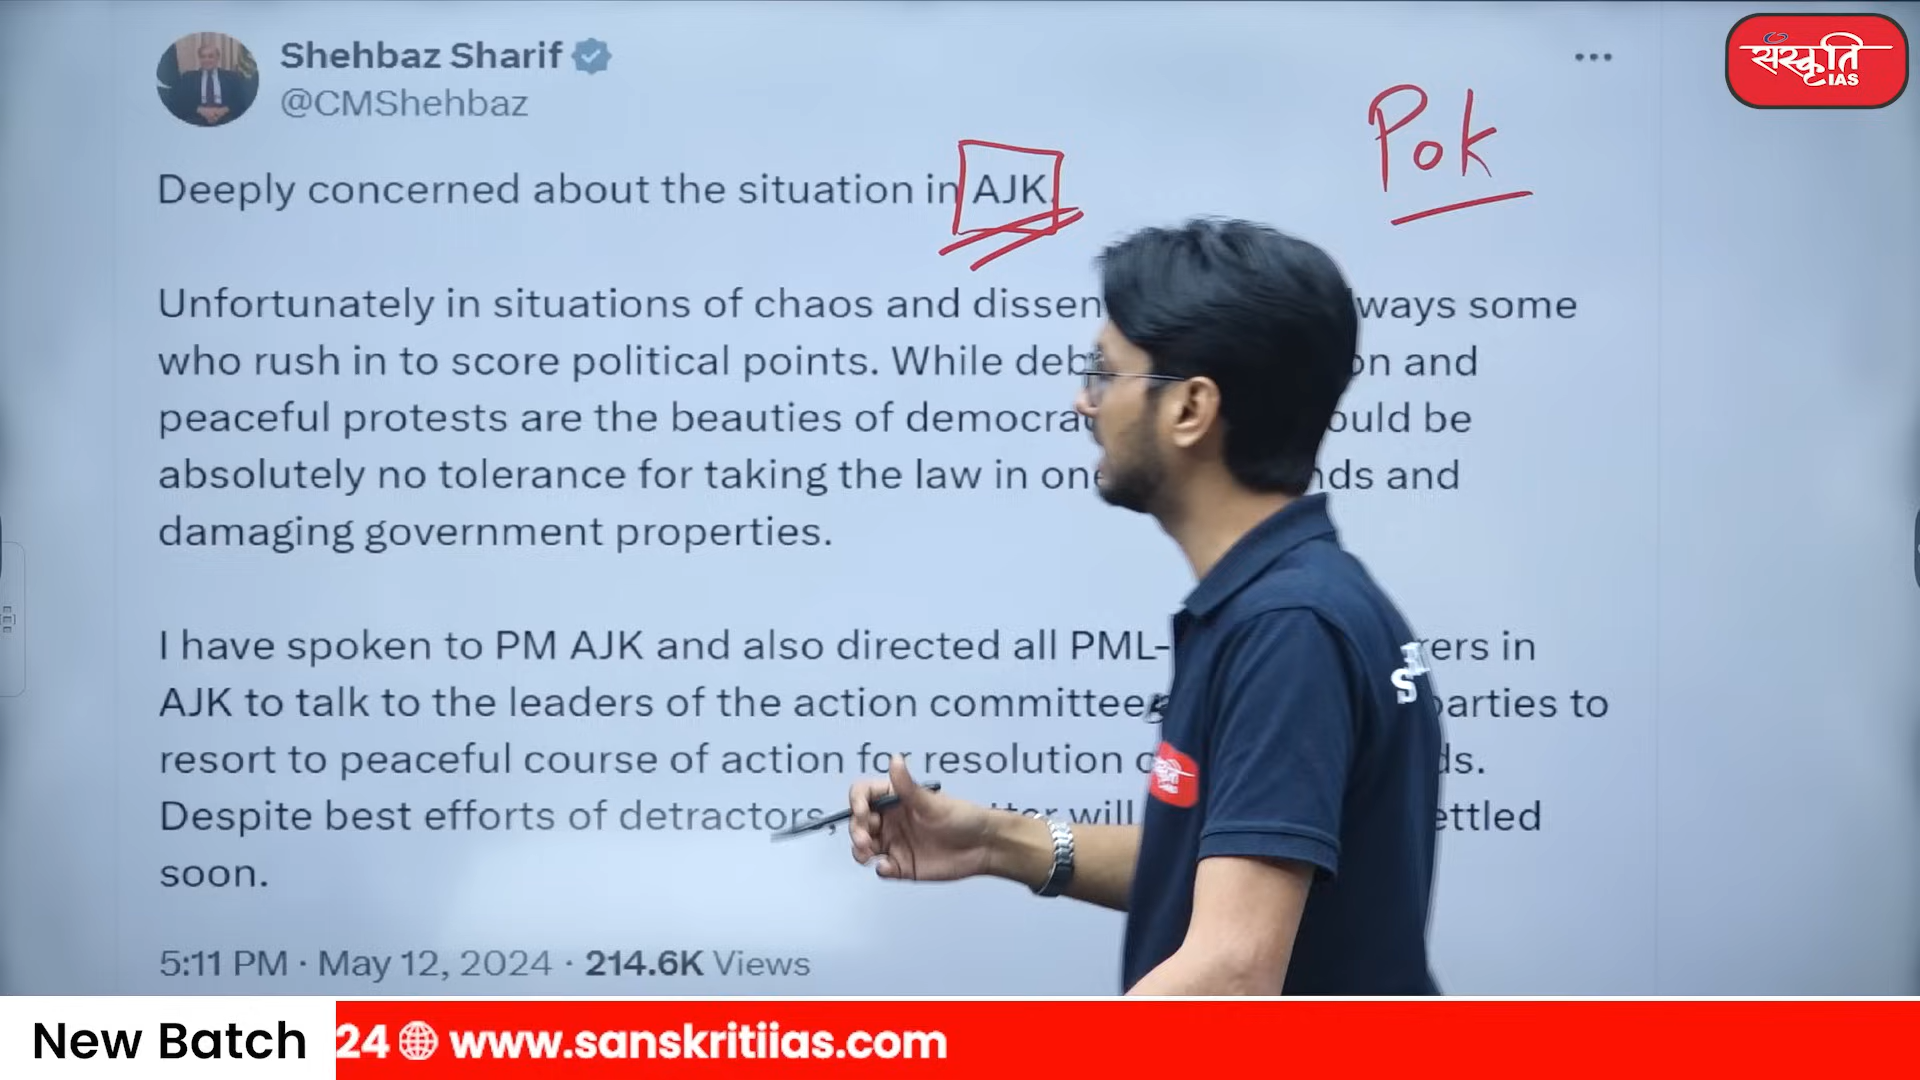 Shehbaz Sharif
@CMShehbaz
संस्कृति
IAS
PoK
Deeply concerned about the situation in AJK.
Unfortunately in situations of chaos and dissen ways some
who rush in to score political points. While deb on and
peaceful protests are the beauties of democra ould be
absolutely no tolerance for taking the law in one nds and
damaging government properties.
I have spoken to PM AJK and also directed all PML- ers in
AJK to talk to the leaders of the action committee parties to
resort to peaceful course of action for resolution ds.
Despite best efforts of detractors, will ettled
soon.
5:11 PM · May 12, 2024 · 214.6K Views
New Batch
24 www.sanskritiias.com